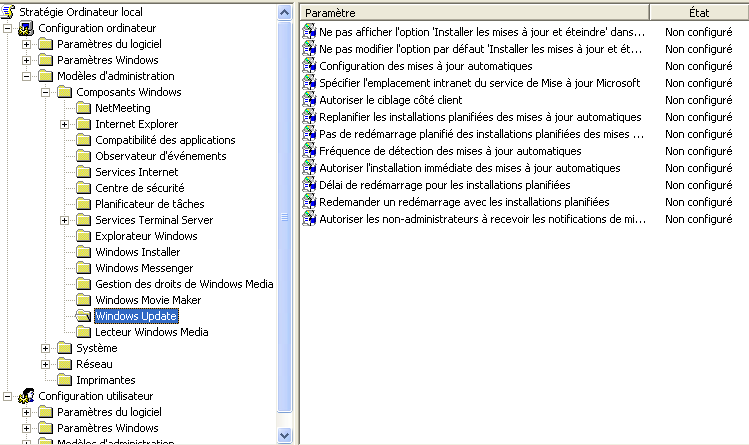 Stratégie Ordinateur local
Configuration ordinateur
Paramètres du logiciel
Paramètres Windows
Modèles d'administration
Composants Windows
NetMeeting
Internet Explorer
Compatibilité des applications
Observateur d'événements
Services Internet
Centre de sécurité
Planificateur de tâches
Services Terminal Server
Explorateur Windows
Windows Installer
Windows Messenger
Gestion des droits de Windows Media
Windows Movie Maker
Windows Update
Lecteur Windows Media
Système
Réseau
Imprimantes
Configuration utilisateur
Paramètres du logiciel
Paramètres Windows
Modèles d'administration
Paramètre État
Ne pas afficher l'option 'Installer les mises à jour et éteindre' dans... Non configuré
Ne pas modifier l'option par défaut 'Installer les mises à jour et ét... Non configuré
Configuration des mises à jour automatiques Non configuré
Spécifier l'emplacement intranet du service de Mise à jour Microsoft Non configuré
Autoriser le ciblage côté client Non configuré
Replanifier les installations planifiées des mises à jour automatiques Non configuré
Pas de redémarrage planifié des installations planifiées des mises ... Non configuré
Fréquence de détection des mises à jour automatiques Non configuré
Autoriser l'installation immédiate des mises à jour automatiques Non configuré
Délai de redémarrage pour les installations planifiées Non configuré
Redemander un redémarrage avec les installations planifiées Non configuré
Autoriser les non-administrateurs à recevoir les notifications de mi... Non configuré